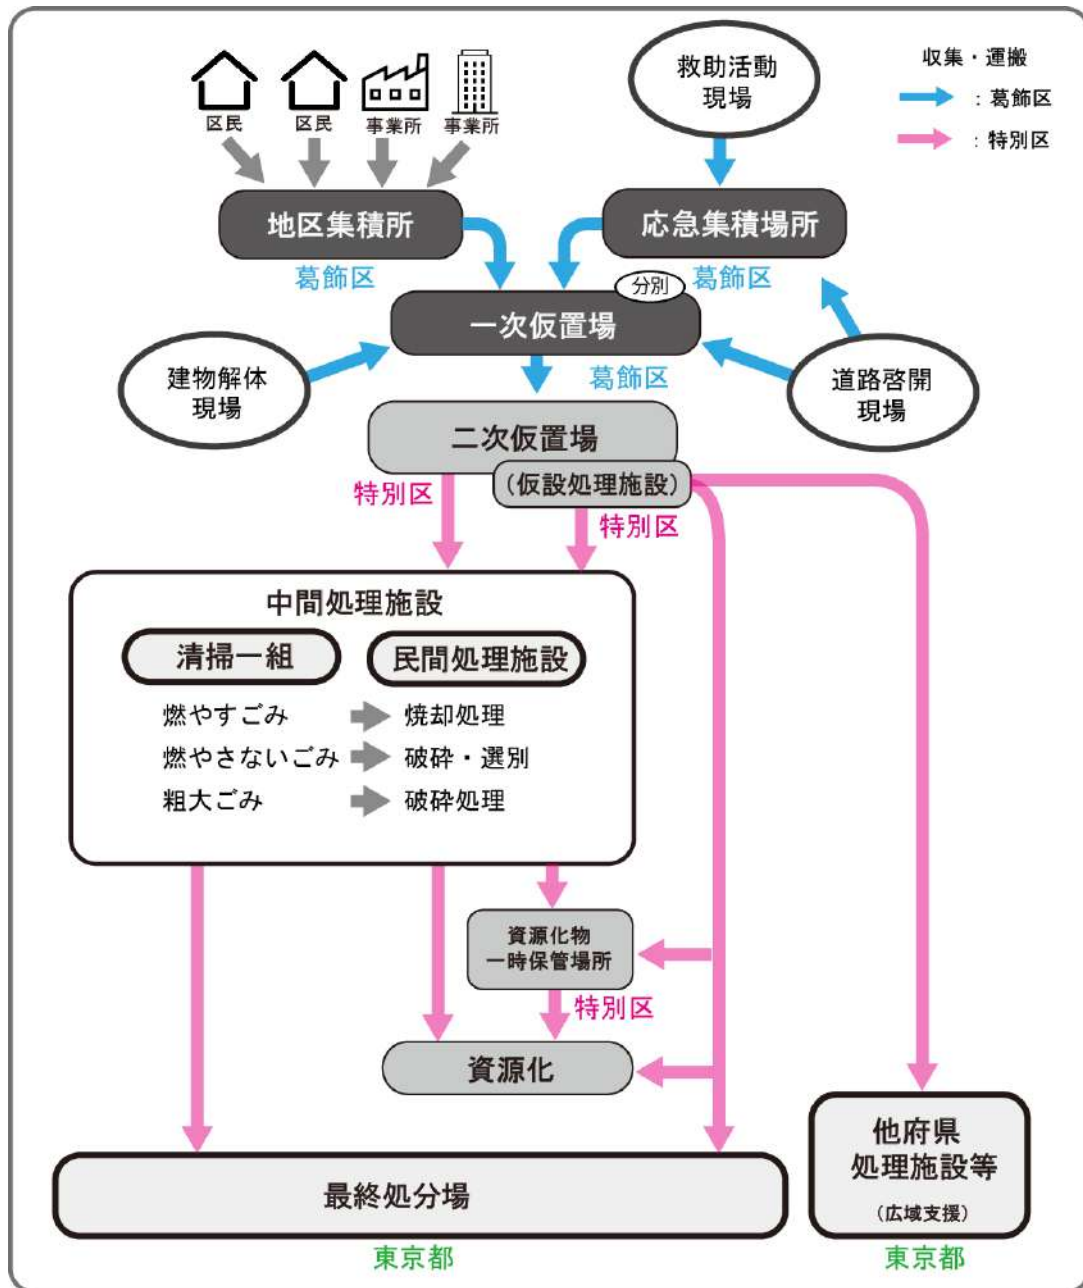 収集・運搬
：葛飾区
：特別区
区民
区民
事業所
事業所
救助活動
現場
地区集積所
応急集積場所
葛飾区
葛飾区
分別
一次仮置場
葛飾区
建物解体
現場
道路啓開
現場
二次仮置場
（仮設処理施設）
特別区
特別区
中間処理施設
清掃一組
民間処理施設
燃やすごみ
焼却処理
燃やさないごみ
破砕・選別
粗大ごみ
破砕処理
資源化物
一時保管場所
特別区
資源化
最終処分場
東京都
他府県
処理施設等
（広域支援）
東京都